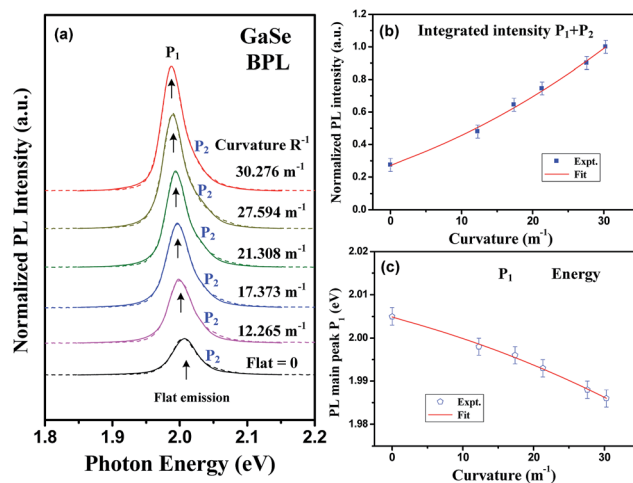 (a)
GaSe
BPL
P1
Curvature R-1
P2
30.276 m-1
P2
27.594 m-1
P2
21.308 m-1
P2
17.373 m-1
P2
12.265 m-1
P2
Flat = 0
Flat emission
Normalized PL Intensity (a.u.)
1.8 1.9 2.0 2.1 2.2
Photon Energy (eV)
(b) Integrated intensity P1+P2
Normalized PL intensity (a.u.)
1.0
0.8
0.6
0.4
0.2
0.0
Expt.
Fit
0 10 20 30
Curvature (m-1)
(c) P1 Energy
PL main peak P1 (eV)
2.02
2.01
2.00
1.99
1.98
Expt.
Fit
0 10 20 30
Curvature (m-1)